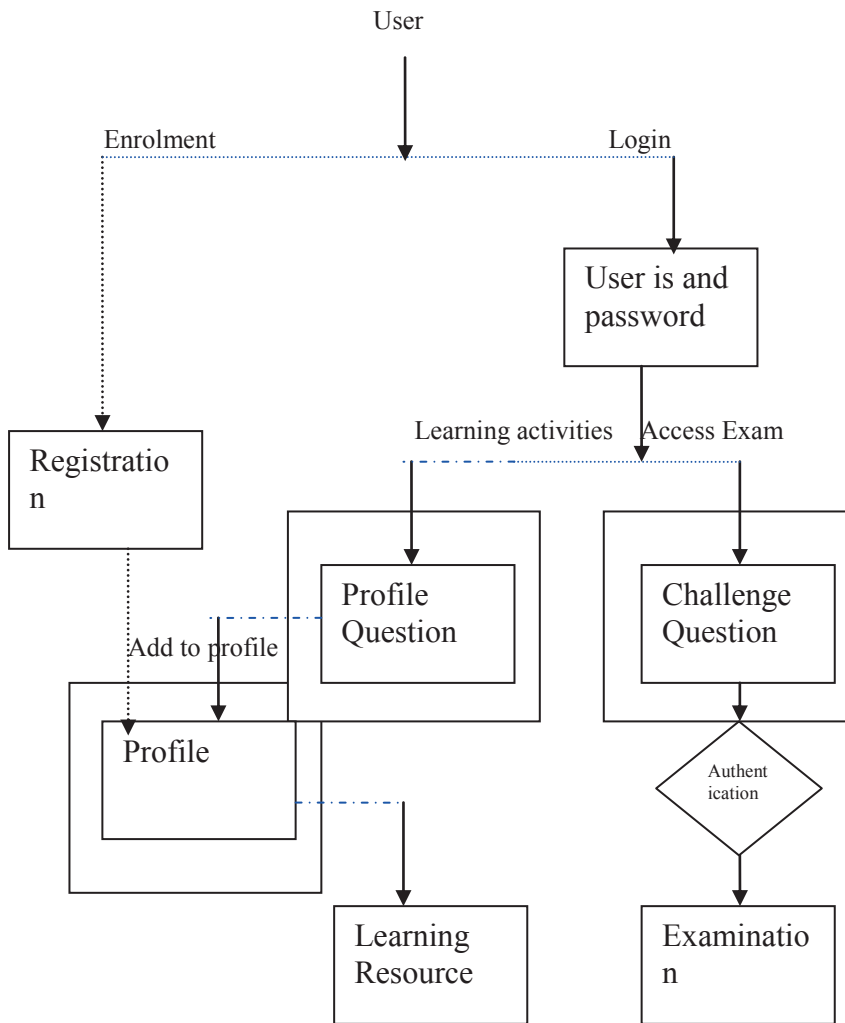 User
Enrolment
Login
User is and
password
Learning activities
Access Exam
Registratio
n
Profile
Question
Challenge
Question
Add to profile
Profile
Authent
ication
Learning
Resource
Examinatio
n